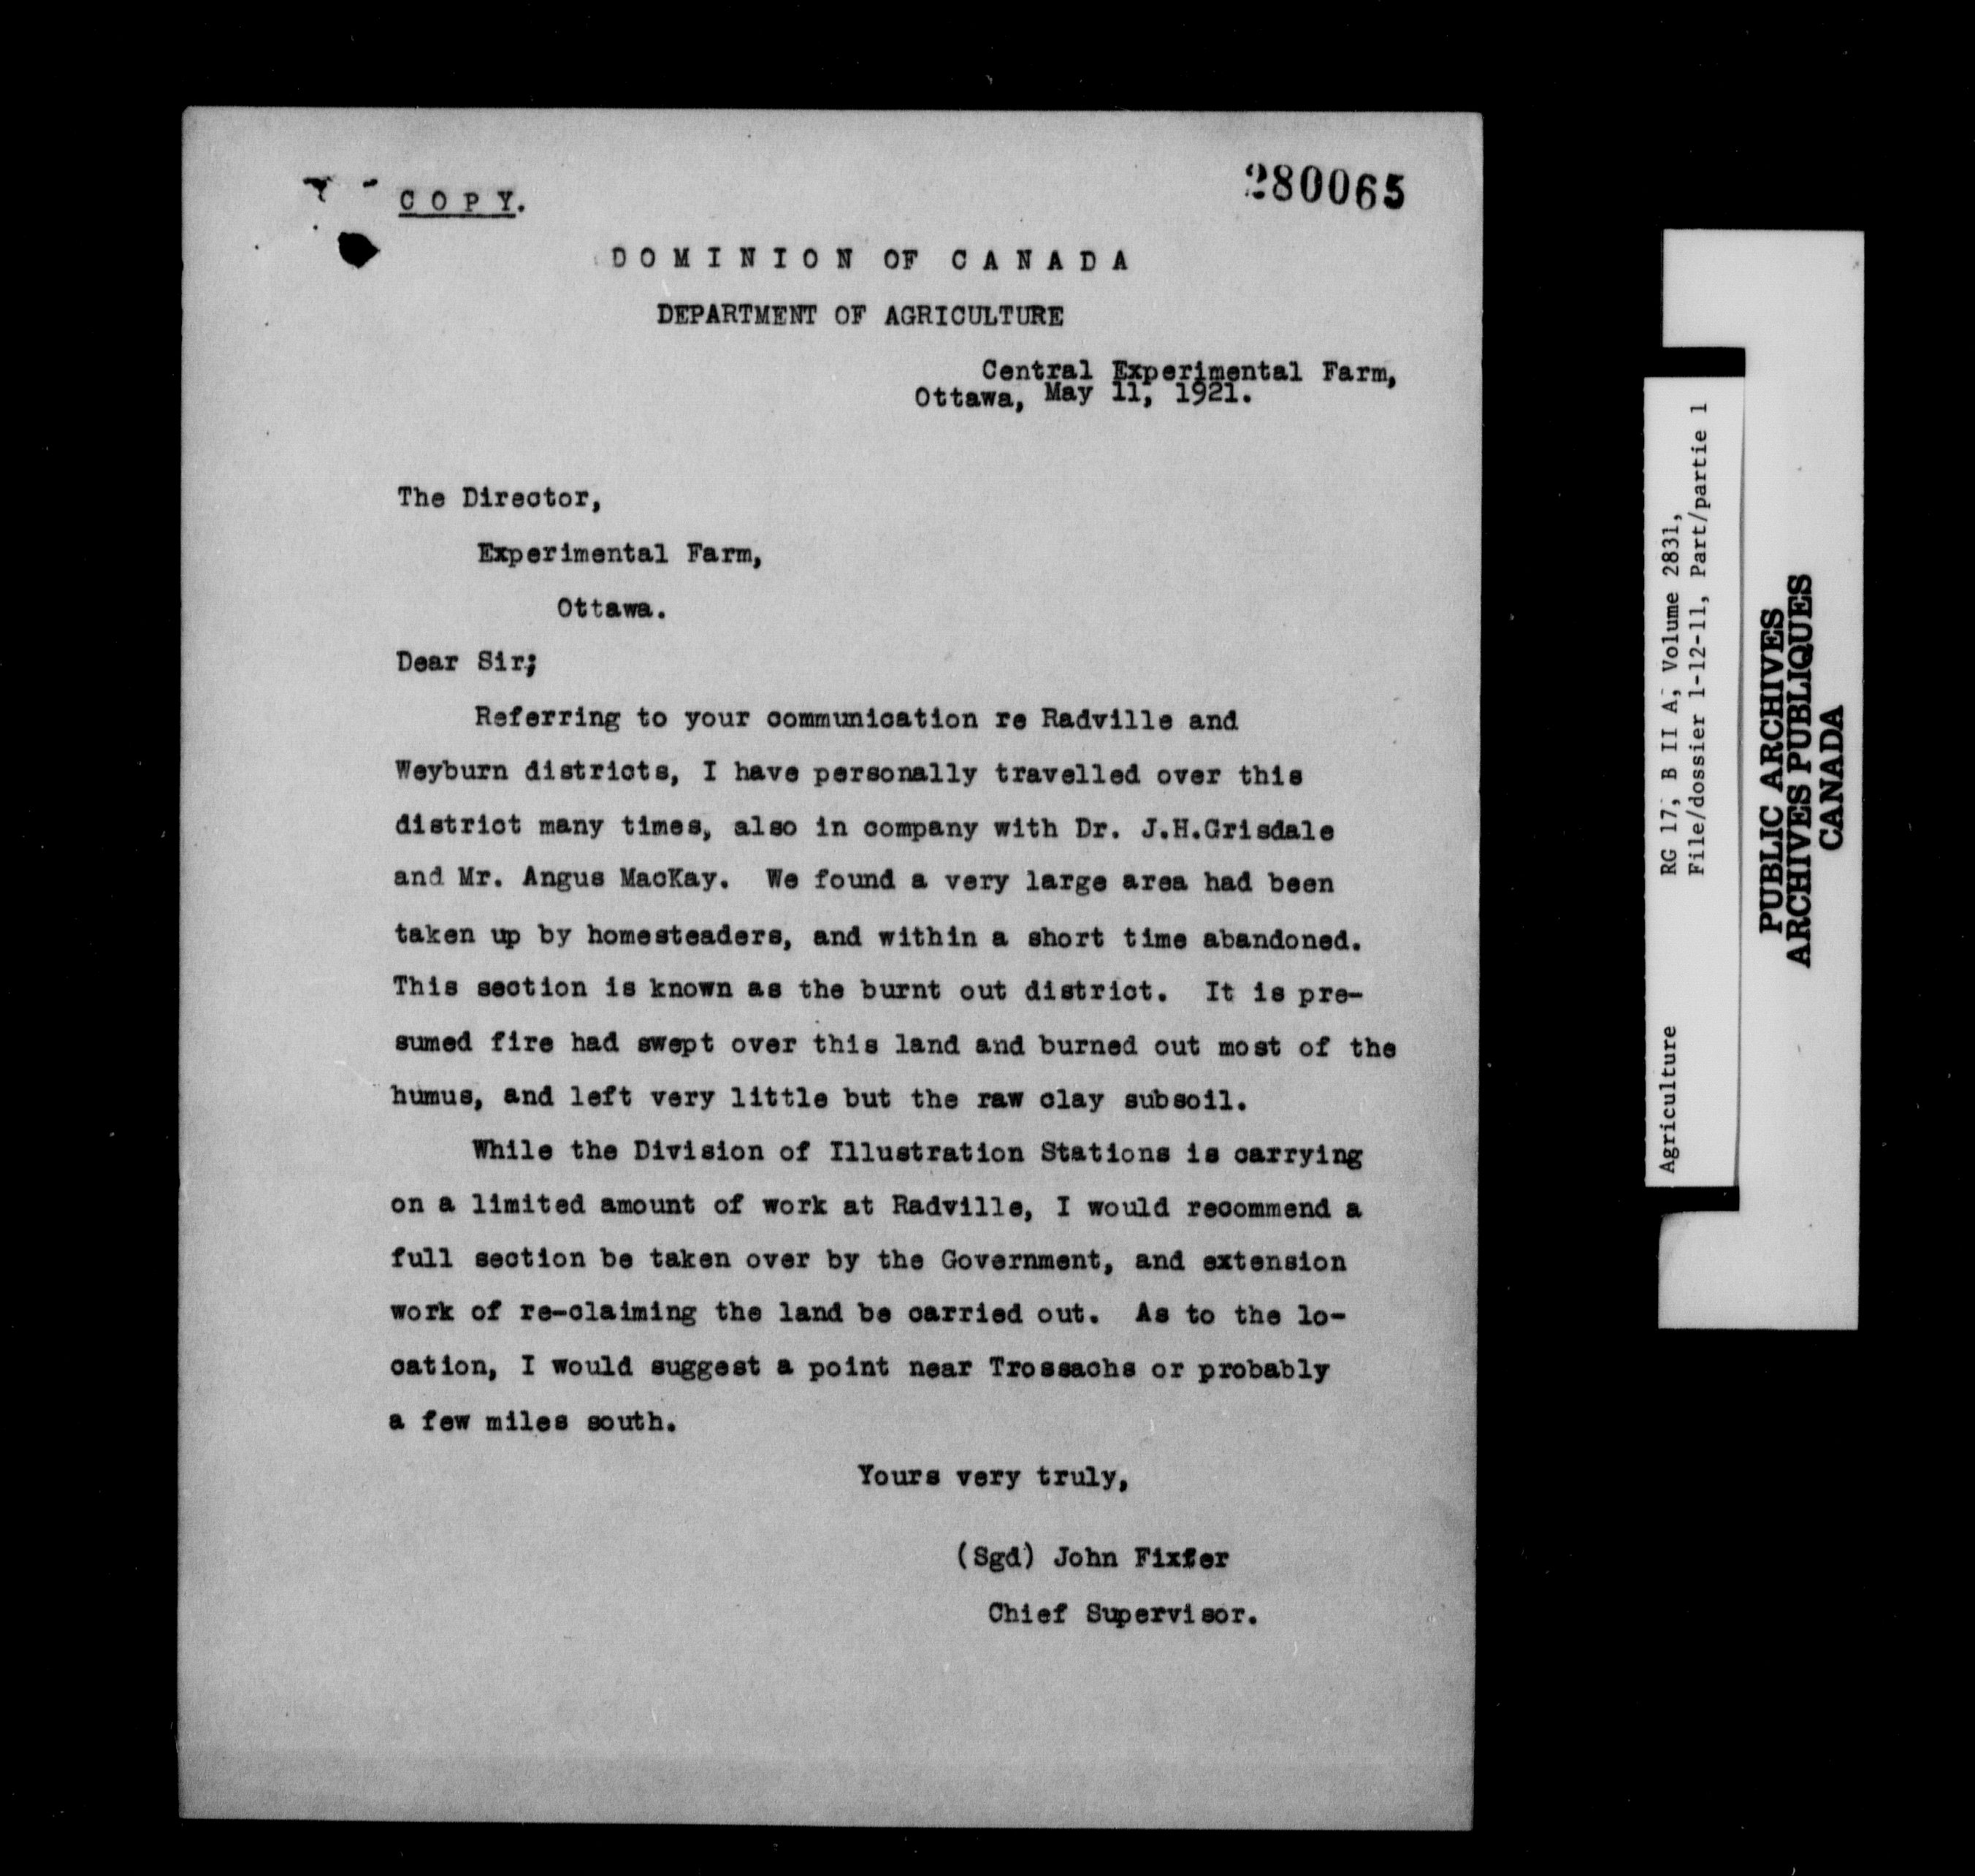 COPY.
280065
DOMINION OF CANADA
DEPARTMENT OF AGRICULTURE
Central Experimental Farm,
Ottawa, May 11, 1921.
The Director,
Experimental Farm,
Ottawa.
Dear Sir;
Referring to your communication re Radville and
Weyburn districts, I have personally travelled over this
district many times, also in company with Dr. J.H.Grisdale
and Mr. Angus MacKay. We found a very large area had been
taken up by homesteaders, and within a short time abandoned.
This section is known as the burnt out district. It is pre-
sumed fire had swept over this land and burned out most of the
humus, and left very little but the raw clay subsoil.
While the Division of Illustration Stations is carrying
on a limited amount of work at Radville, I would recommend a
full section be taken over by the Government, and extension
work of re-claiming the land be carried out. As to the lo-
cation, I would suggest a point near Trossachs or probably
a few miles south.
Yours very truly,
(Sgd) John Fixter
Chief Supervisor.
Agriculture RG 17, B II A, Volume 2831,
File/dossier 1-12-11, Part/partie 1
PUBLIC ARCHIVES
ARCHIVES PUBLIQUES
CANADA